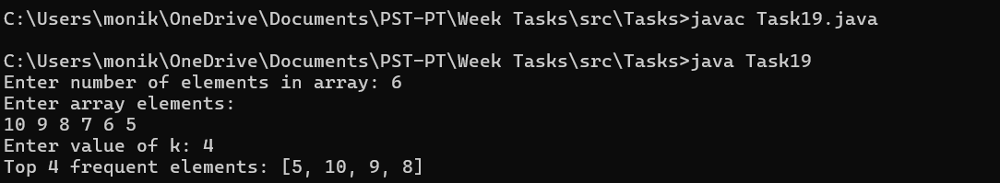 C:\Users\monik\OneDrive\Documents\PST-PT\Week Tasks\src\Tasks>javac Task19.java
C:\Users\monik\OneDrive\Documents\PST-PT\Week Tasks\src\Tasks>java Task19
Enter number of elements in array: 6
Enter array elements:
10 9 8 7 6 5
Enter value of k: 4
Top 4 frequent elements: [5, 10, 9, 8]